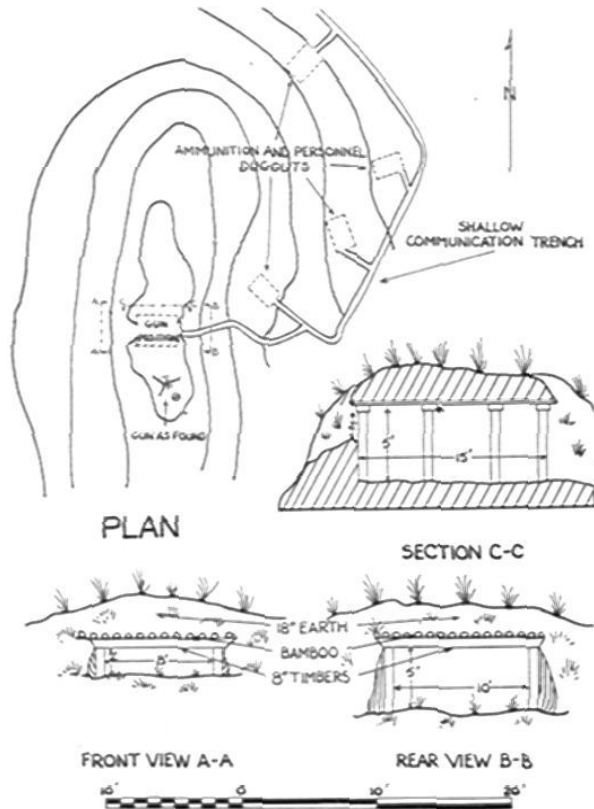 N
AMMUNITION AND PERSONNEL
DUGOUTS
SHALLOW
COMMUNICATION TRENCH
GUN
POSITION
GUN AS FOUND
5'
15'
PLAN
SECTION C-C
18" EARTH
BAMBOO
8" TIMBERS
8'
5'
10'
FRONT VIEW A-A
REAR VIEW B-B
10'
0
10'
20'